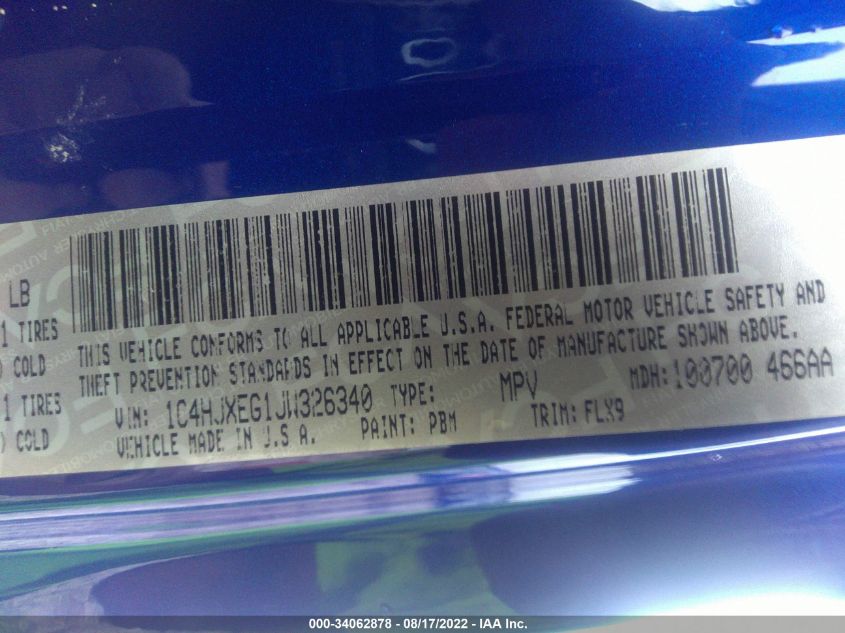 LB
1 TIRES
) COLD
1 TIRES
) COLD
THIS VEHICLE CONFORMS TO ALL APPLICABLE U.S.A. FEDERAL MOTOR VEHICLE SAFETY AND
THEFT PREVENTION STANDARDS IN EFFECT ON THE DATE OF MANUFACTURE SHOWN ABOVE.
VIN: 1C4HJXEG1JW326340 TYPE: MPV MDH: 100700 466AA
VEHICLE MADE IN U.S.A. PAINT: PBM TRIM: FLX9
000-34062878 - 08/17/2022 - IAA Inc.